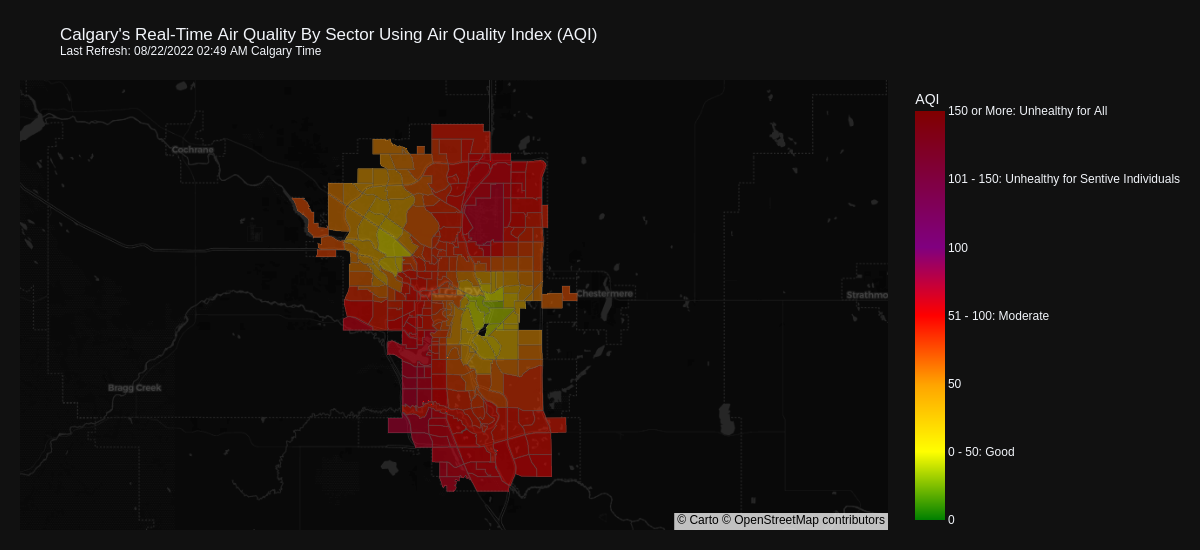 Calgary's Real-Time Air Quality By Sector Using Air Quality Index (AQI)
Last Refresh: 08/22/2022 02:49 AM Calgary Time
AQI
150 or More: Unhealthy for All
Cochrane
101 - 150: Unhealthy for Sentive Individuals
100
CALGARY
Chestermere
Strathmo
51 - 100: Moderate
Bragg Creek
50
0 - 50: Good
0
© Carto © OpenStreetMap contributors